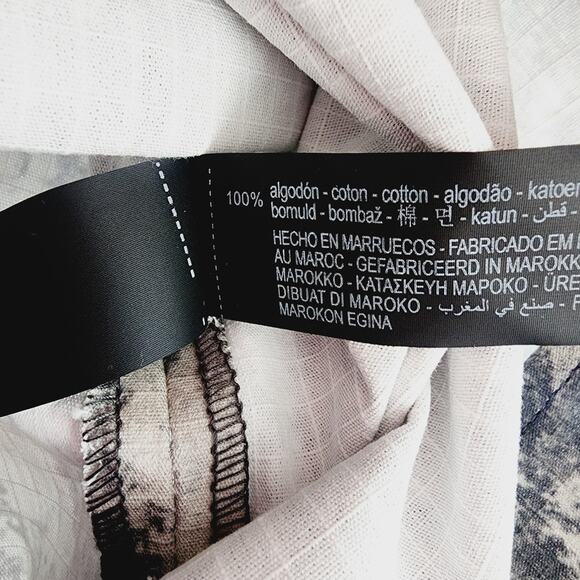 100% algodón - coton - cotton - algodão - katoen
bomuld - bombaž - 棉 - 면 - katun - قطن -
HECHO EN MARRUECOS - FABRICADO EM
AU MAROC - GEFABRICEERD IN MAROKK
MAROKKO - ΚΑΤΑΣΚΕΥΗ ΜΑΡΟΚΟ - ÜRE
DIBUAT DI MAROKO - صنع في المغرب -
MAROKON EGINA